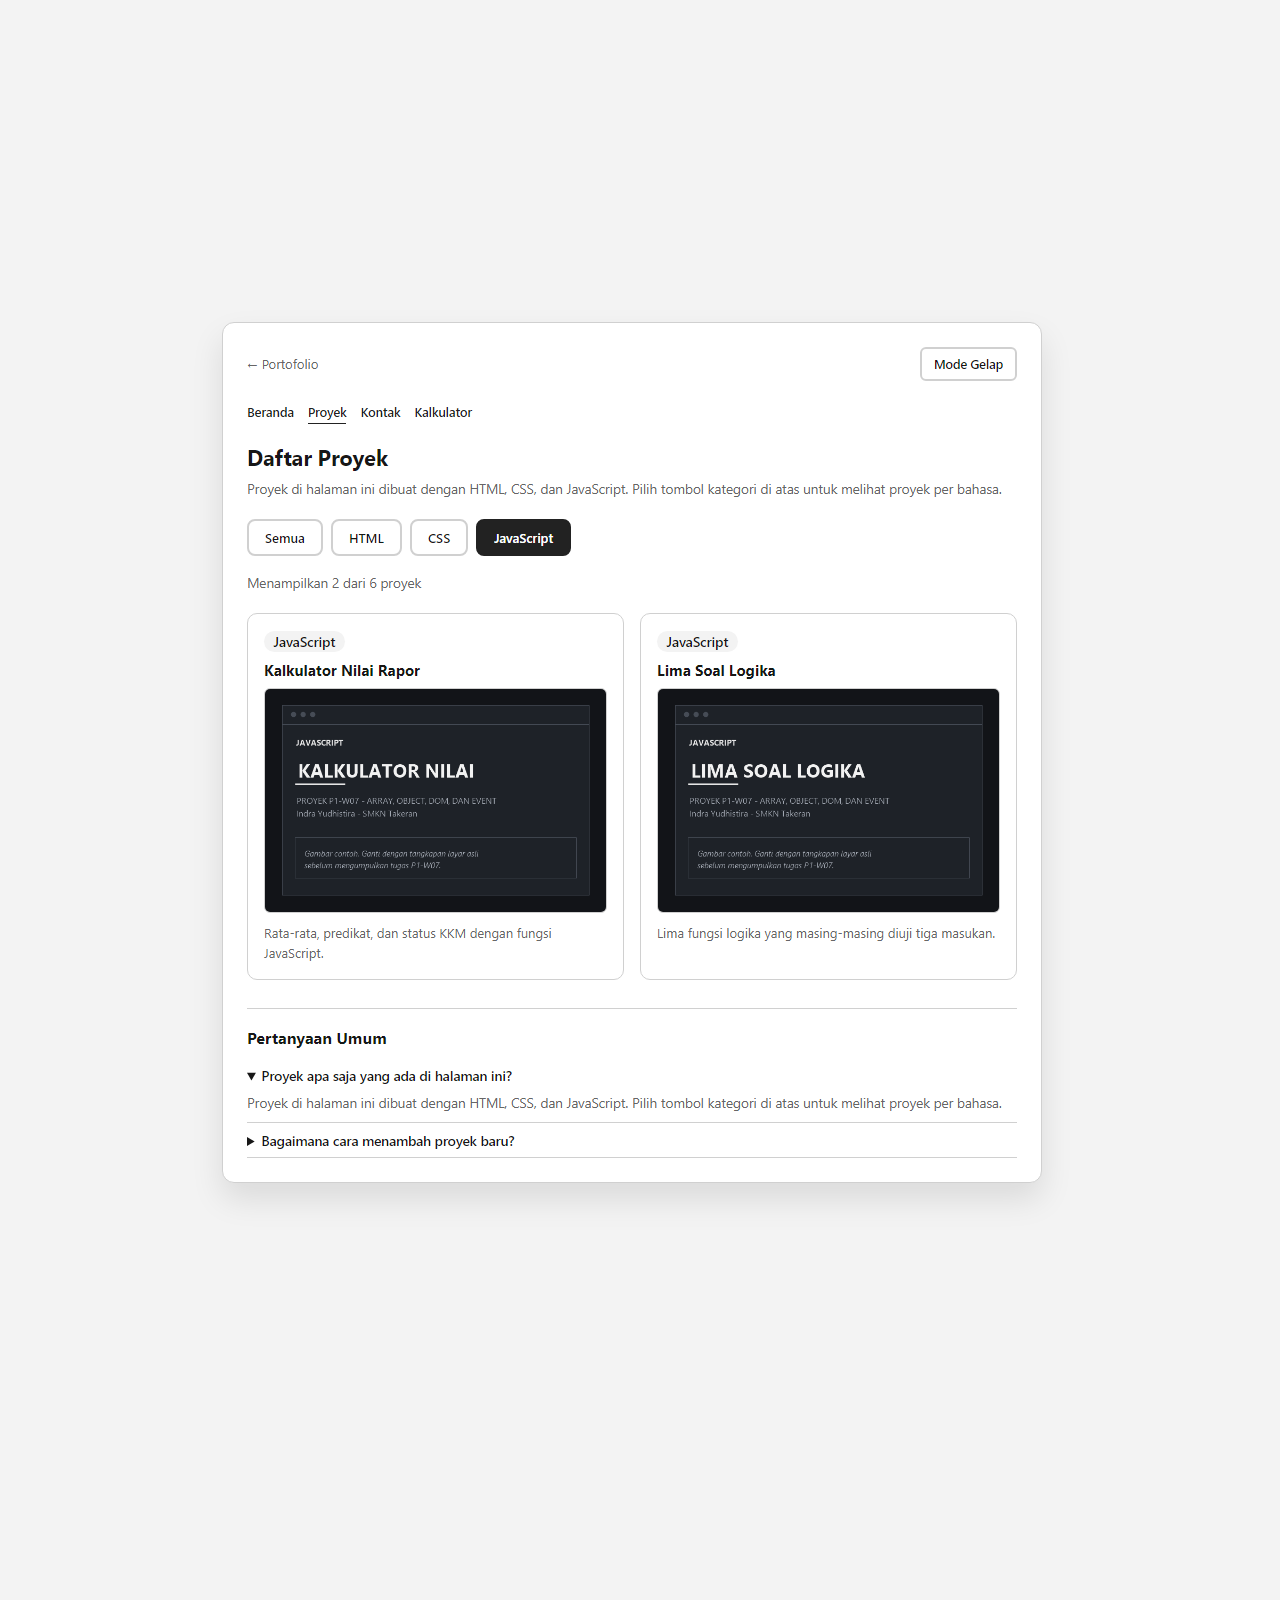 ← Portofolio
Mode Gelap
Beranda Proyek Kontak Kalkulator
Daftar Proyek
Proyek di halaman ini dibuat dengan HTML, CSS, dan JavaScript. Pilih tombol kategori di atas untuk melihat proyek per bahasa.
Semua HTML CSS JavaScript
Menampilkan 2 dari 6 proyek
JavaScript
Kalkulator Nilai Rapor
JAVASCRIPT
KALKULATOR NILAI
PROYEK P1-W07 - ARRAY, OBJECT, DOM, DAN EVENT
Indra Yudhistira - SMKN Takeran
Gambar contoh. Ganti dengan tangkapan layar asli
sebelum mengumpulkan tugas P1-W07.
Rata-rata, predikat, dan status KKM dengan fungsi
JavaScript.
JavaScript
Lima Soal Logika
JAVASCRIPT
LIMA SOAL LOGIKA
PROYEK P1-W07 - ARRAY, OBJECT, DOM, DAN EVENT
Indra Yudhistira - SMKN Takeran
Gambar contoh. Ganti dengan tangkapan layar asli
sebelum mengumpulkan tugas P1-W07.
Lima fungsi logika yang masing-masing diuji tiga masukan.
Pertanyaan Umum
▼ Proyek apa saja yang ada di halaman ini?
Proyek di halaman ini dibuat dengan HTML, CSS, dan JavaScript. Pilih tombol kategori di atas untuk melihat proyek per bahasa.
▶ Bagaimana cara menambah proyek baru?